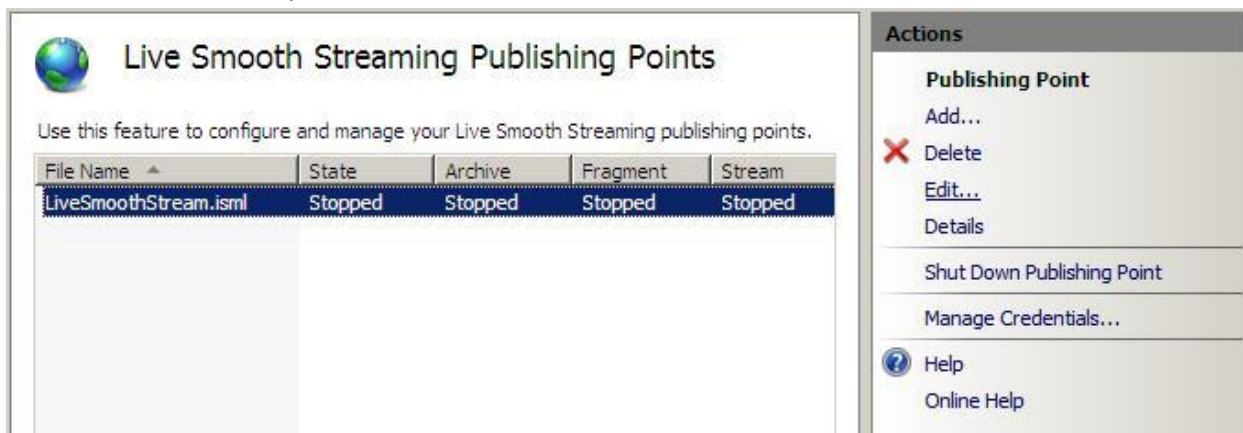 Live Smooth Streaming Publishing Points
Use this feature to configure and manage your Live Smooth Streaming publishing points.
File Name State Archive Fragment Stream
LiveSmoothStream.isml Stopped Stopped Stopped Stopped
Actions
Publishing Point
Add...
Delete
Edit...
Details
Shut Down Publishing Point
Manage Credentials...
Help
Online Help